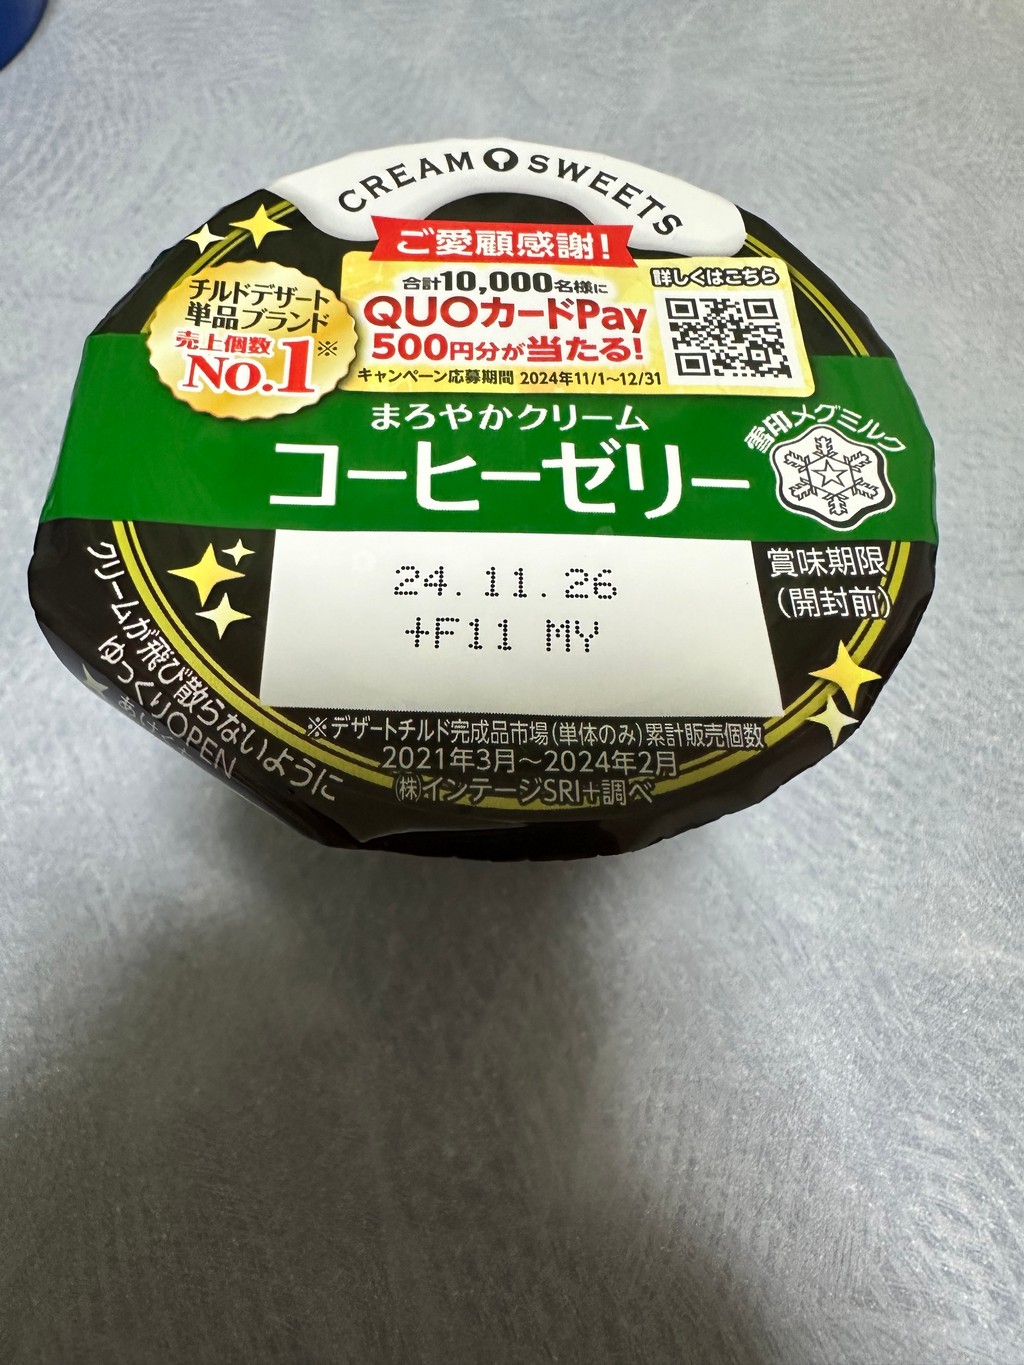 CREAM SWEETS
ご愛顧感謝!
合計10,000名様に
QUOカードPay
500円分が当たる!
キャンペーン応募期間 2024年11/1~12/31
詳しくはこちら
チルドデザート
単品ブランド
売上個数※
No.1
まろやかクリーム
コーヒーゼリー
雪印メグミルク
24.11.26
+F11 MY
賞味期限
(開封前)
クリームが飛び散らないように
ゆっくりOPEN
※デザートチルド完成品市場(単体のみ)累計販売個数
2021年3月~2024年2月
(株)インテージSRI+調べ